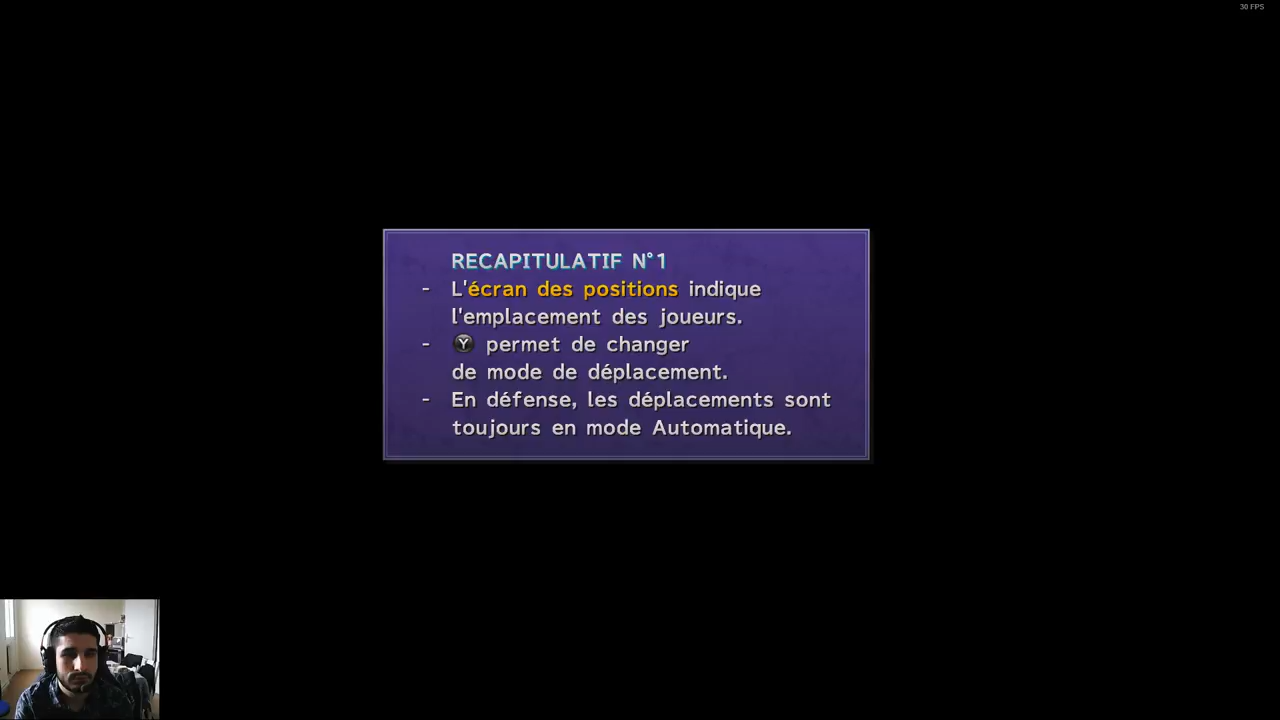 30 FPS
RECAPITULATIF N°1
- L'écran des positions indique
l'emplacement des joueurs.
- Y permet de changer
de mode de déplacement.
- En défense, les déplacements sont
toujours en mode Automatique.